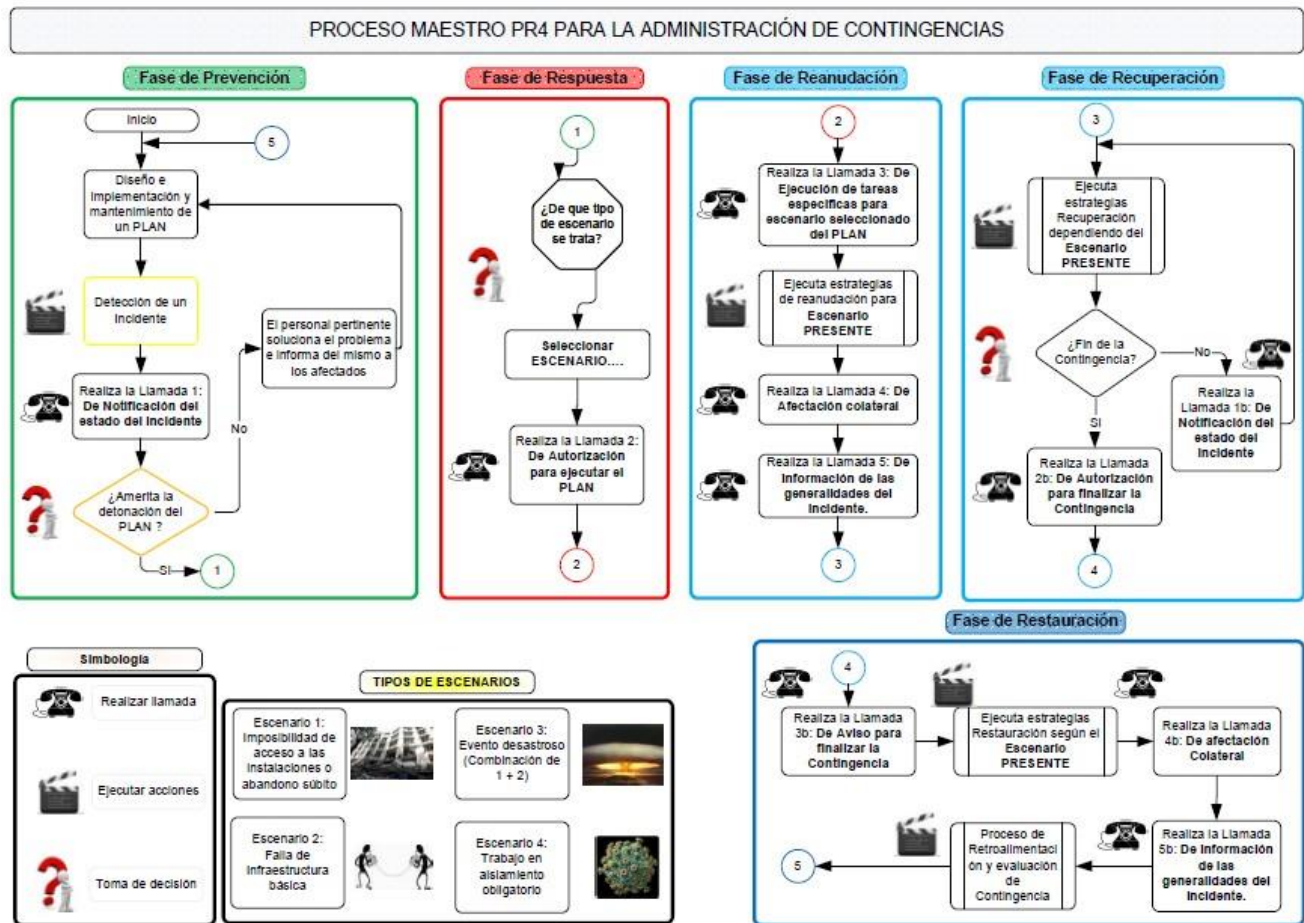 PROCESO MAESTRO PR4 PARA LA ADMINISTRACIÓN DE CONTINGENCIAS
Fase de Prevención
Inicio
5
Diseño e
Implementación y
mantenimiento de
un PLAN
Detección de un
Incidente
El personal pertinente
soluciona el problema
e informa del mismo a
los afectados
Realiza la Llamada 1:
De Notificación del
estado del Incidente
No
¿Amerita la
detonación del
PLAN ?
SI
1
Fase de Respuesta
1
¿De que tipo
de escenario
se trata?
Seleccionar
ESCENARIO....
Realiza la Llamada 2:
De Autorización
para ejecutar el
PLAN
2
Fase de Reanudación
2
Realiza la Llamada 3: De
Ejecución de tareas
especificas para
escenario seleccionado
del PLAN
Ejecuta estrategias
de reanudación para
Escenario
PRESENTE
Realiza la Llamada 4: De
Afectación colateral
Realiza la Llamada 5: De
Información de las
generalidades del
Incidente.
3
Fase de Recuperación
3
Ejecuta
estrategias
Recuperación
dependiendo del
Escenario
PRESENTE
¿Fin de la
Contingencia?
No
Realiza la
Llamada 1b: De
Notificación del
estado del
Incidente
SI
Realiza la Llamada
2b: De Autorización
para finalizar la
Contingencia
4
Fase de Restauración
4
Realiza la Llamada
3b: De Aviso para
finalizar la
Contingencia
Ejecuta estrategias
Restauración según el
Escenario
PRESENTE
Realiza la Llamada
4b: De afectación
Colateral
Realiza la Llamada
5b: De Información
de las
generalidades del
Incidente.
Proceso de
Retroalimentació
n y evaluación de
Contingencia
5
Simbología
Realizar llamada
Ejecutar acciones
Toma de decisión
TIPOS DE ESCENARIOS
Escenario 1:
Imposibilidad de
acceso a las
instalaciones o
abandono súbito
Escenario 3:
Evento desastroso
(Combinación de
1 + 2)
Escenario 2:
Falla de
Infraestructura
básica
Escenario 4:
Trabajo en
aislamiento
obligatorio